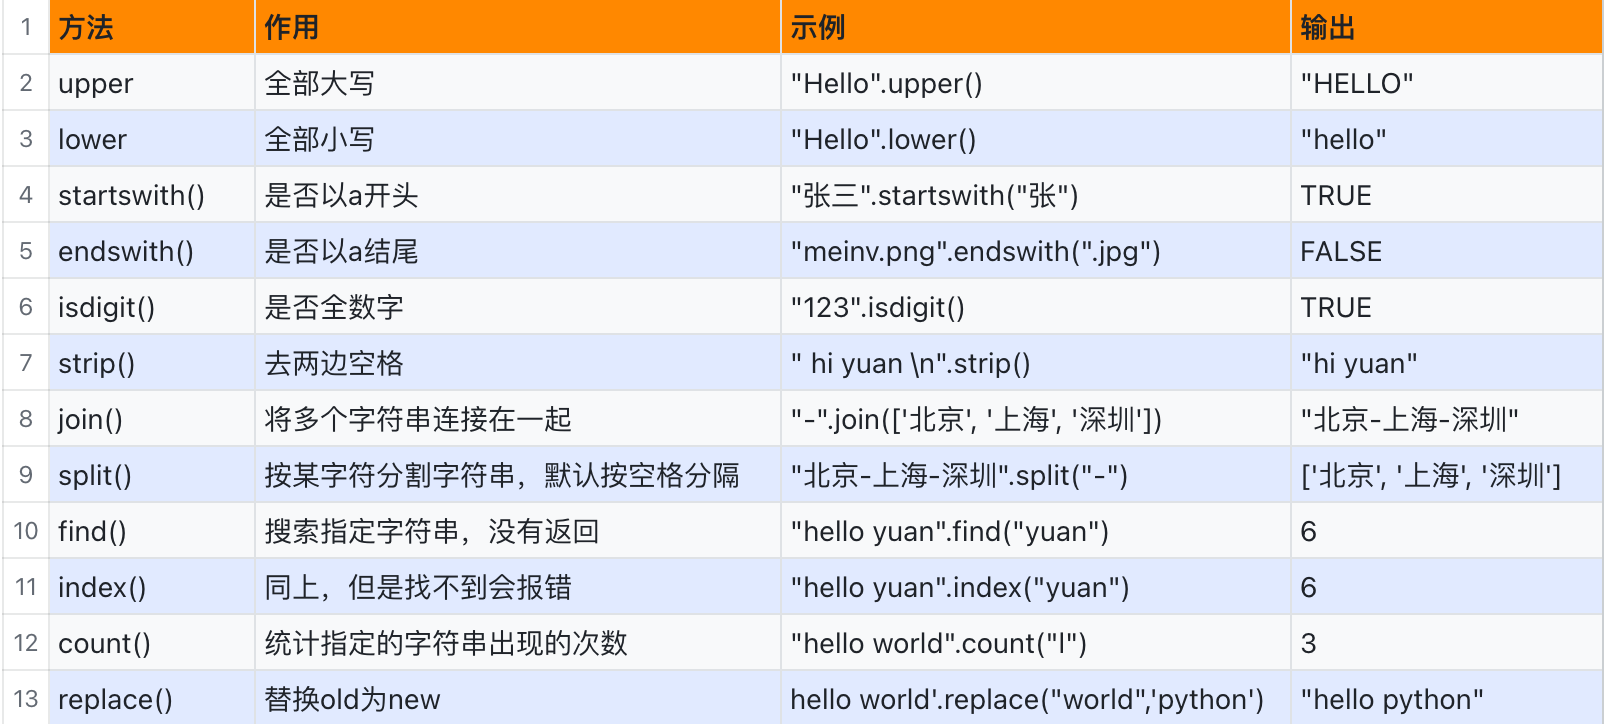 1 方法 作用 示例 输出
2 upper 全部大写 "Hello".upper() "HELLO"
3 lower 全部小写 "Hello".lower() "hello"
4 startswith() 是否以a开头 "张三".startswith("张") TRUE
5 endswith() 是否以a结尾 "meinv.png".endswith(".jpg") FALSE
6 isdigit() 是否全数字 "123".isdigit() TRUE
7 strip() 去两边空格 " hi yuan \n".strip() "hi yuan"
8 join() 将多个字符串连接在一起 "-".join(['北京', '上海', '深圳']) "北京-上海-深圳"
9 split() 按某字符分割字符串，默认按空格分隔 "北京-上海-深圳".split("-") ['北京', '上海', '深圳']
10 find() 搜索指定字符串，没有返回 "hello yuan".find("yuan") 6
11 index() 同上，但是找不到会报错 "hello yuan".index("yuan") 6
12 count() 统计指定的字符串出现的次数 "hello world".count("l") 3
13 replace() 替换old为new hello world'.replace("world",'python') "hello python"